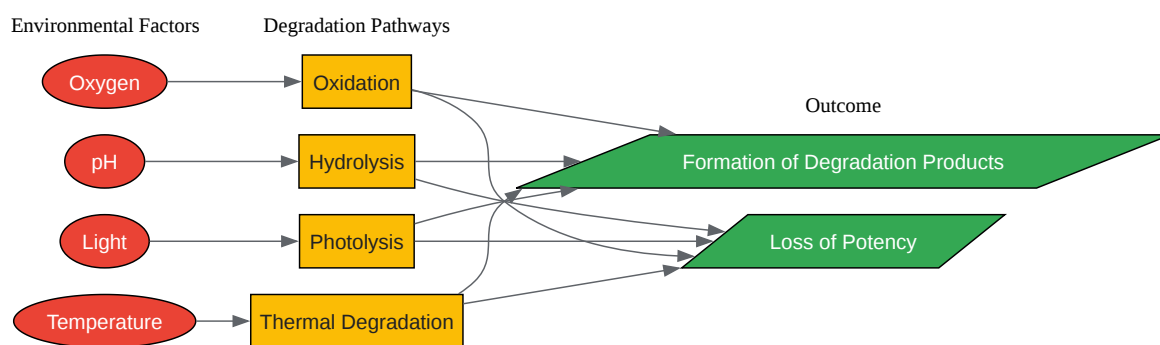 Environmental Factors
Degradation Pathways
Outcome
Oxygen
Oxidation
pH
Hydrolysis
Formation of Degradation Products
Light
Photolysis
Loss of Potency
Temperature
Thermal Degradation